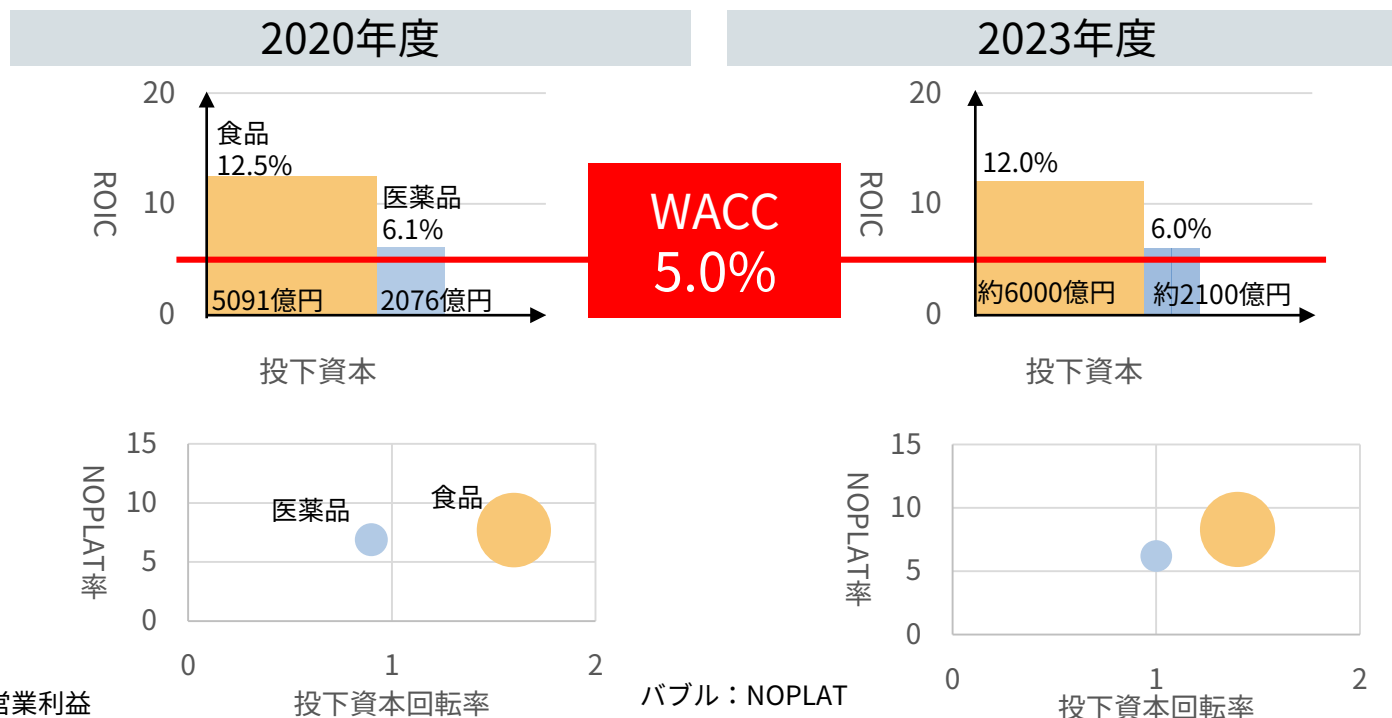 2020年度
2023年度
20
10
0
ROIC
食品
12.5%
医薬品
6.1%
5091億円
2076億円
投下資本
WACC
5.0%
20
10
0
ROIC
12.0%
6.0%
約6000億円
約2100億円
投下資本
15
10
5
0
NOPLAT率
医薬品
食品
0
1
2
投下資本回転率
15
10
5
0
NOPLAT率
0
1
2
投下資本回転率
営業利益
バブル：NOPLAT